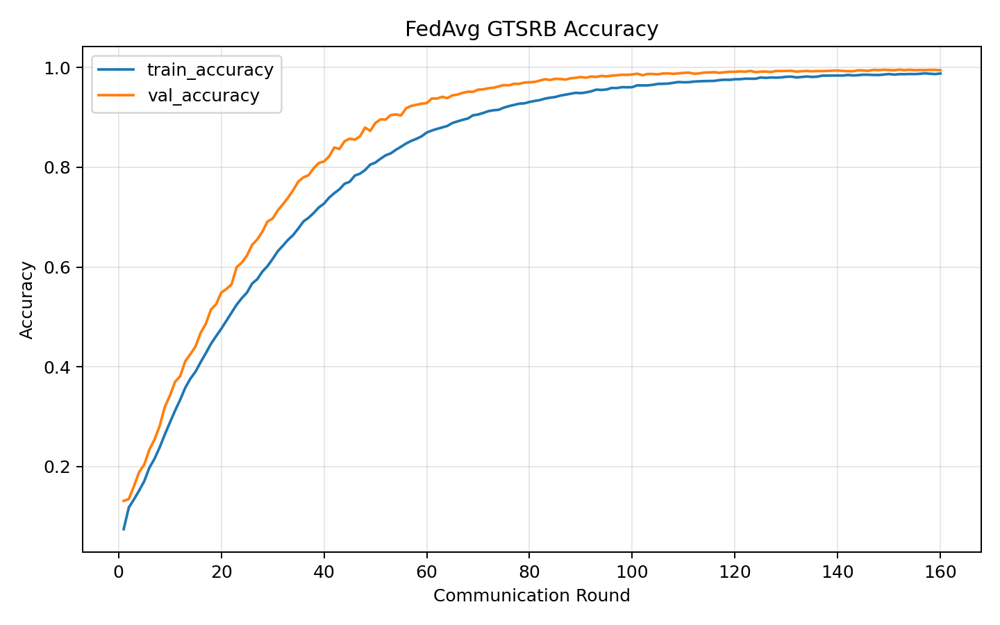 FedAvg GTSRB Accuracy
train_accuracy
val_accuracy
Accuracy
1.0
0.8
0.6
0.4
0.2
0 20 40 60 80 100 120 140 160
Communication Round